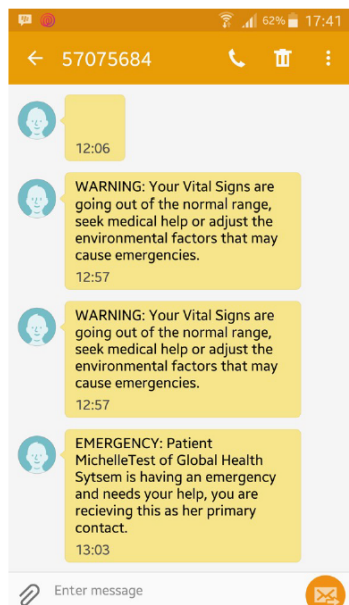 62% 17:41
57075684
12:06
WARNING: Your Vital Signs are
going out of the normal range,
seek medical help or adjust the
environmental factors that may
cause emergencies.
12:57
WARNING: Your Vital Signs are
going out of the normal range,
seek medical help or adjust the
environmental factors that may
cause emergencies.
12:57
EMERGENCY: Patient
MichelleTest of Global Health
Sytsem is having an emergency
and needs your help, you are
recieving this as her primary
contact.
13:03
Enter message